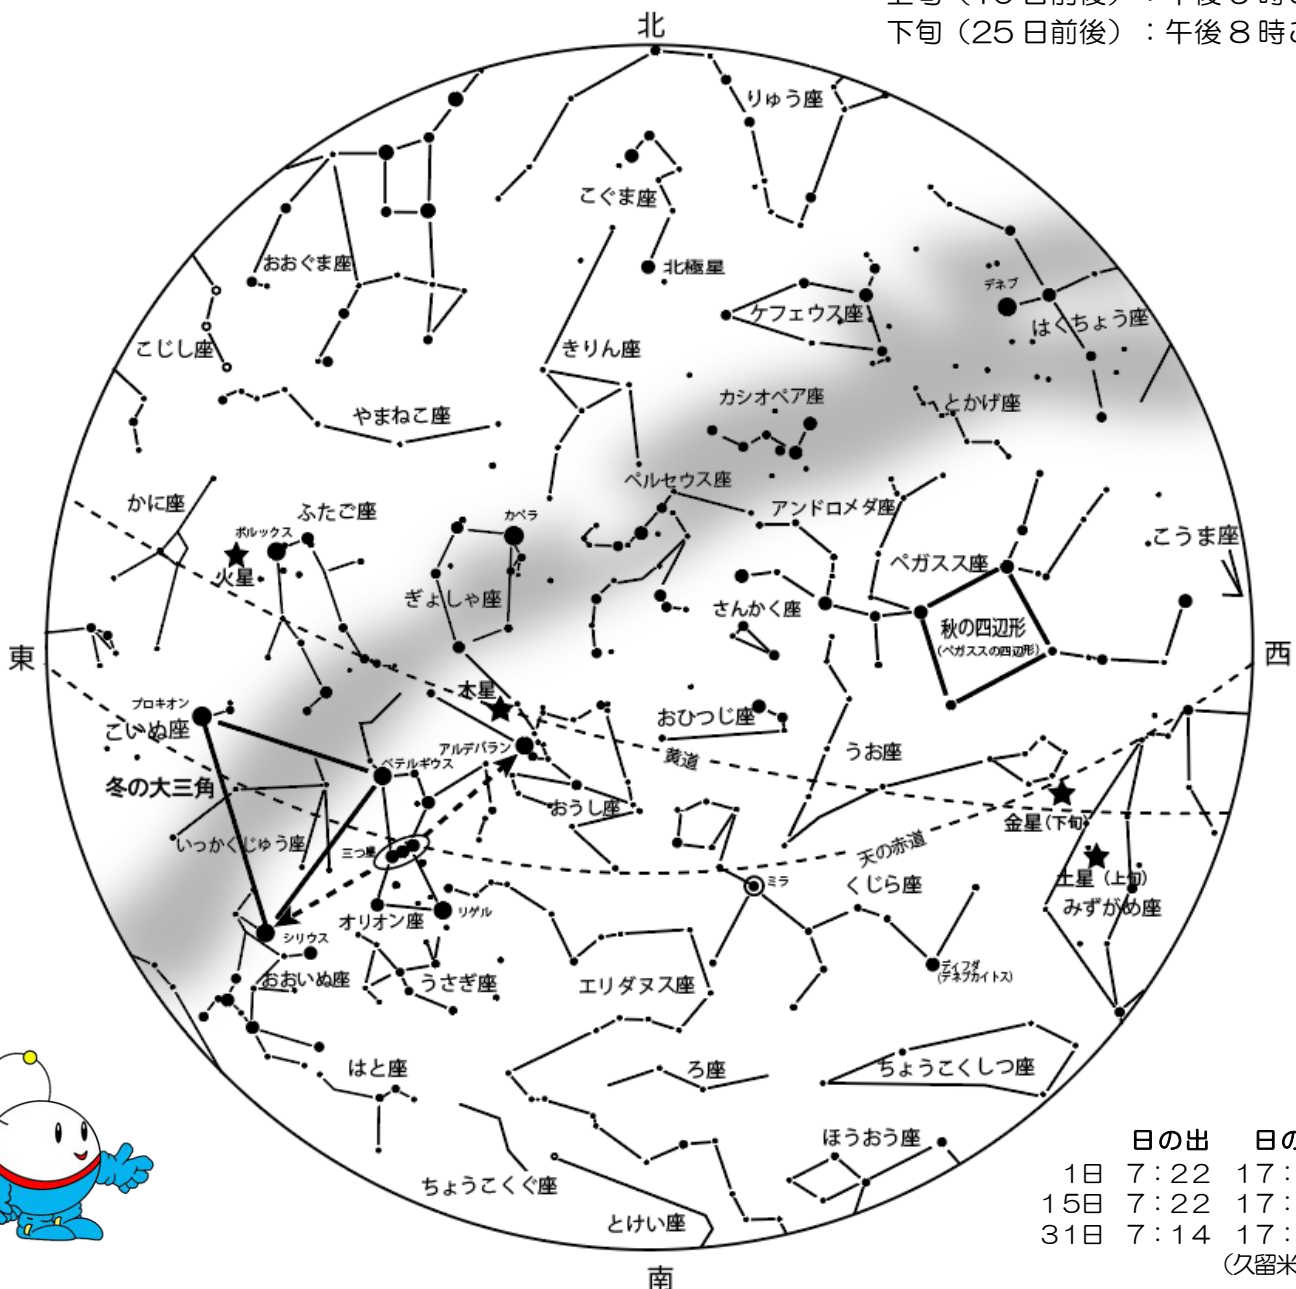 下旬（25日前後）：午後8時
北
りゅう座
こぐま座
北極星
おおぐま座
デネブ
ケフェウス座
はくちょう座
こじし座
きりん座
カシオペア座
とかげ座
やまねこ座
ペルセウス座
かに座
ふたご座
カペラ
アンドロメダ座
ポルックス
こうま座
火星
ペガスス座
ぎょしゃ座
さんかく座
秋の四辺形
(ペガススの四辺形)
東
西
木星
プロキオン
こいぬ座
おひつじ座
アルデバラン
黄道
うお座
ベテルギウス
冬の大三角
おうし座
金星(下旬)
いっかくじゅう座
三つ星
天の赤道
土星（上旬）
ミラ
くじら座
みずがめ座
オリオン座
リゲル
シリウス
ディフダ
(デネブカイトス)
おおいぬ座
うさぎ座
エリダヌス座
はと座
ろ座
ちょうこくしつ座
ほうおう座
ちょうこくぐ座
とけい座
南
日の出 日の
1日 7：22 17：
15日 7：22 17：
31日 7：14 17：
（久留米